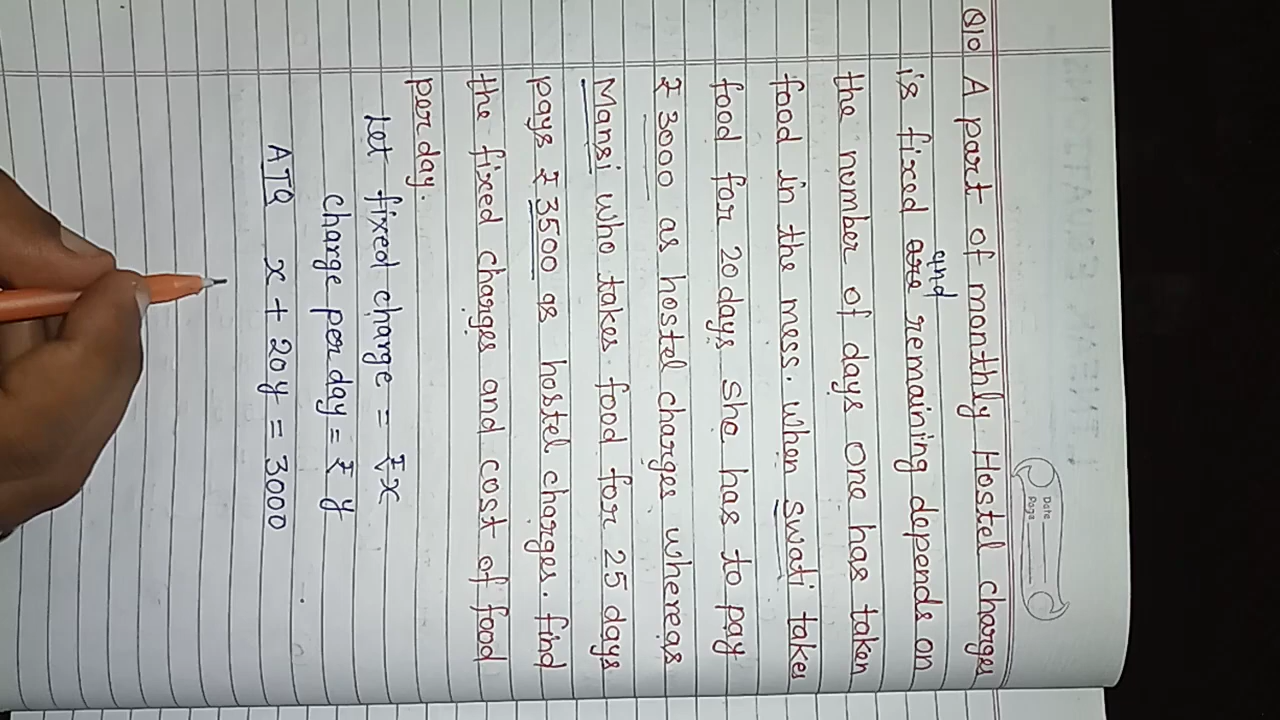 Date
Page
Q10 A part of monthly Hostel charges
and
is fixed are remaining depends on
the number of days one has taken
food in the mess. when swati takes
food for 20 days she has to pay
₹ 3000 as hostel charges whereas
Mansi who takes food for 25 days
pays ₹ 3500 as hostel charges. find
the fixed charges and cost of food
per day.
Let fixed charge = ₹ x
charge per day = ₹ y
ATQ x + 20y = 3000